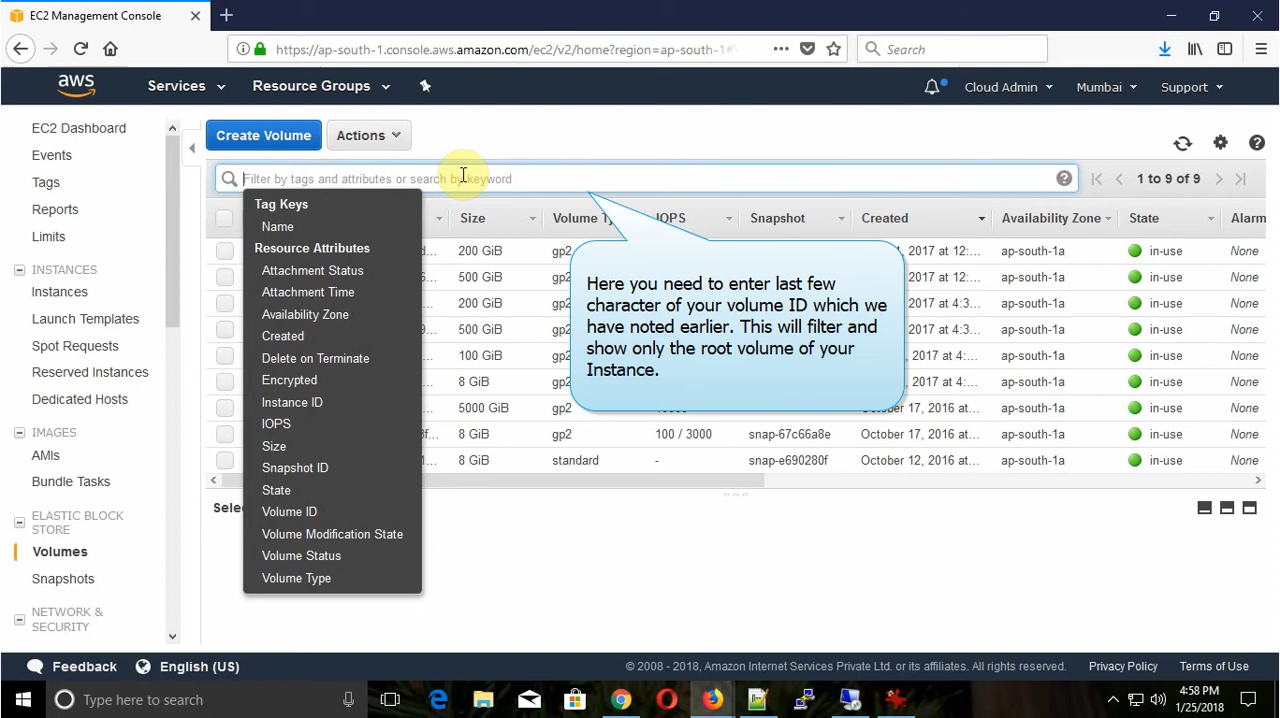 EC2 Management Console
https://ap-south-1.console.aws.amazon.com/ec2/v2/home?region=ap-south-1#
Search
aws
Services
Resource Groups
Cloud Admin
Mumbai
Support
EC2 Dashboard
Events
Tags
Reports
Limits
INSTANCES
Instances
Launch Templates
Spot Requests
Reserved Instances
Dedicated Hosts
IMAGES
AMIs
Bundle Tasks
ELASTIC BLOCK
STORE
Volumes
Snapshots
NETWORK &
SECURITY
Create Volume
Actions
Filter by tags and attributes or search by keyword
1 to 9 of 9
Tag Keys
Name
Resource Attributes
Attachment Status
Attachment Time
Availability Zone
Created
Delete on Terminate
Encrypted
Instance ID
IOPS
Size
Snapshot ID
State
Volume ID
Volume Modification State
Volume Status
Volume Type
Size Volume Ty IOPS Snapshot Created Availability Zone State Alarm
200 GiB gp2 2017 at 12:... ap-south-1a in-use None
500 GiB gp2 2017 at 12:... ap-south-1a in-use None
200 GiB gp2 2017 at 4:3... ap-south-1a in-use None
500 GiB gp2 2017 at 4:3... ap-south-1a in-use None
100 GiB gp2 2017 at 4:... ap-south-1a in-use None
8 GiB gp2 2017 at 4:... ap-south-1a in-use None
5000 GiB gp2 October 17, 2016 at... ap-south-1a in-use None
8 GiB gp2 100 / 3000 snap-67c66a8e October 17, 2016 at... ap-south-1a in-use None
8 GiB standard - snap-e690280f October 12, 2016 at... ap-south-1a in-use None
Here you need to enter last few
character of your volume ID which we
have noted earlier. This will filter and
show only the root volume of your
Instance.
Feedback
English (US)
© 2008 - 2018, Amazon Internet Services Private Ltd. or its affiliates. All rights reserved.
Privacy Policy
Terms of Use
Type here to search
4:58 PM
1/25/2018